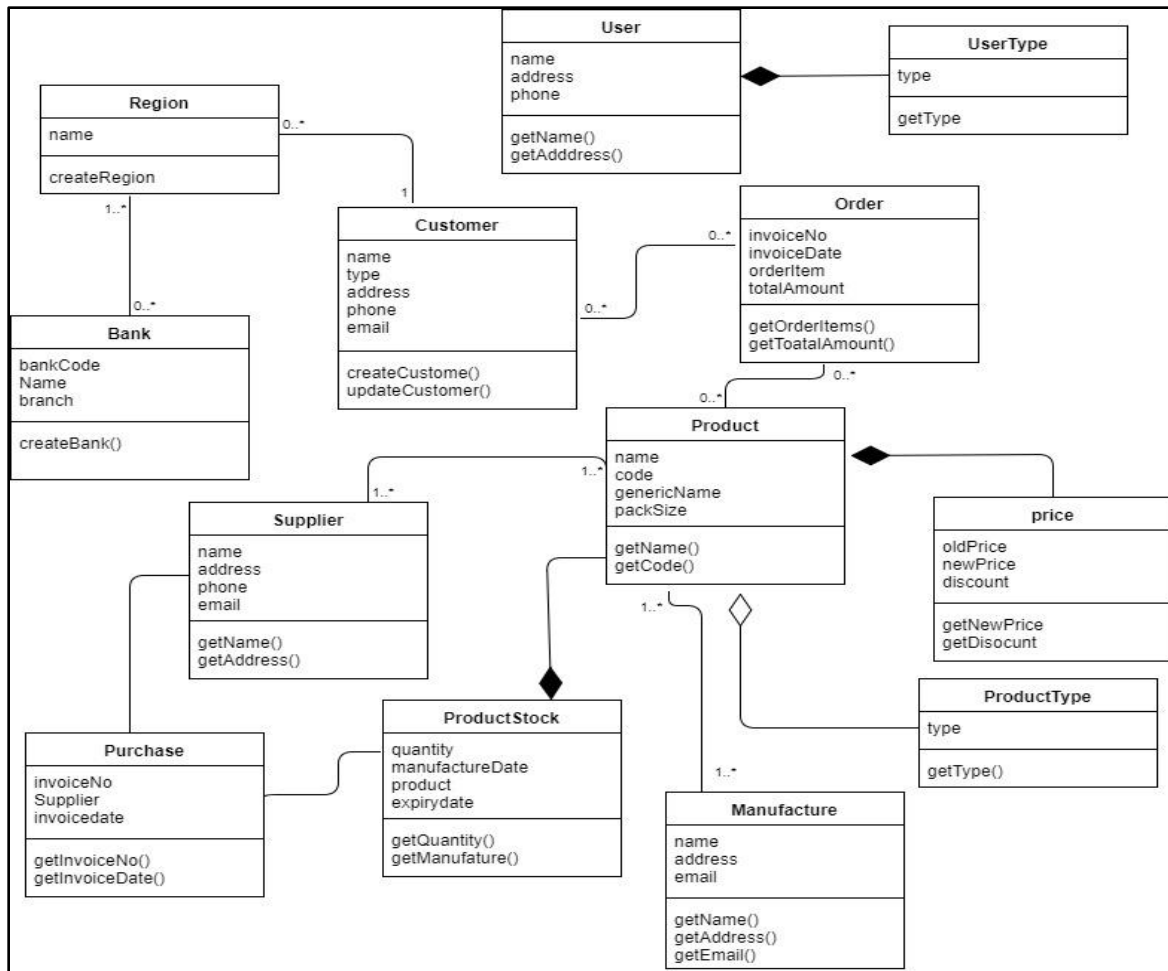 User
name
address
phone
getName()
getAdddress()
UserType
type
getType
Region
name
createRegion
0..*
1..*
1
Customer
name
type
address
phone
email
createCustome()
updateCustomer()
0..*
0..*
Order
invoiceNo
invoiceDate
orderItem
totalAmount
getOrderItems()
getToatalAmount()
0..*
0..*
0..*
Bank
bankCode
Name
branch
createBank()
Product
name
code
genericName
packSize
getName()
getCode()
1..*
1..*
1..*
Supplier
name
address
phone
email
getName()
getAddress()
price
oldPrice
newPrice
discount
getNewPrice
getDisocunt
ProductType
type
getType()
Purchase
invoiceNo
Supplier
invoicedate
getInvoiceNo()
getInvoiceDate()
ProductStock
quantity
manufactureDate
product
expirydate
getQuantity()
getManufature()
1..*
Manufacture
name
address
email
getName()
getAddress()
getEmail()